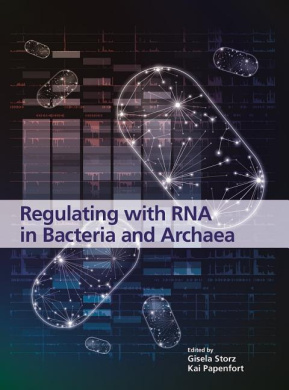 Regulating with RNA
in Bacteria and Archaea
Edited by
Gisela Storz
Kai Papenfort